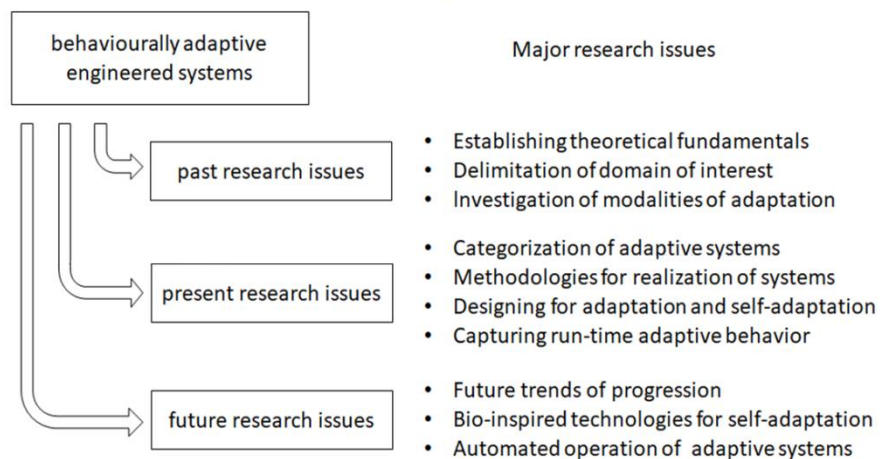 behaviourally adaptive
engineered systems
Major research issues
past research issues
• Establishing theoretical fundamentals
• Delimitation of domain of interest
• Investigation of modalities of adaptation
present research issues
• Categorization of adaptive systems
• Methodologies for realization of systems
• Designing for adaptation and self-adaptation
• Capturing run-time adaptive behavior
future research issues
• Future trends of progression
• Bio-inspired technologies for self-adaptation
• Automated operation of adaptive systems